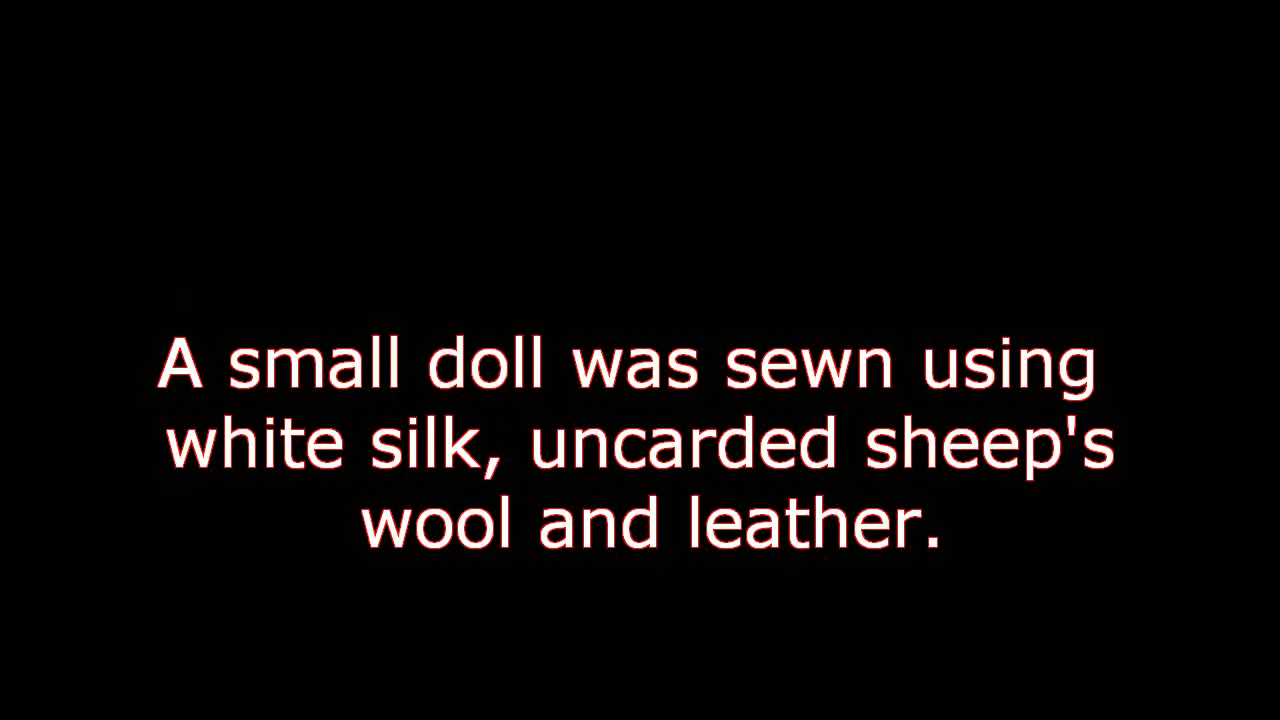 A small doll was sewn using
white silk, uncarded sheep's
wool and leather.